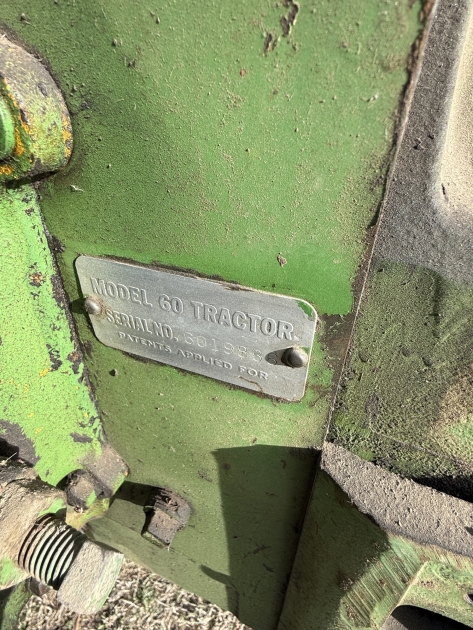 MODEL 60 TRACTOR
SERIAL NO.
PATENTS APPLIED FOR